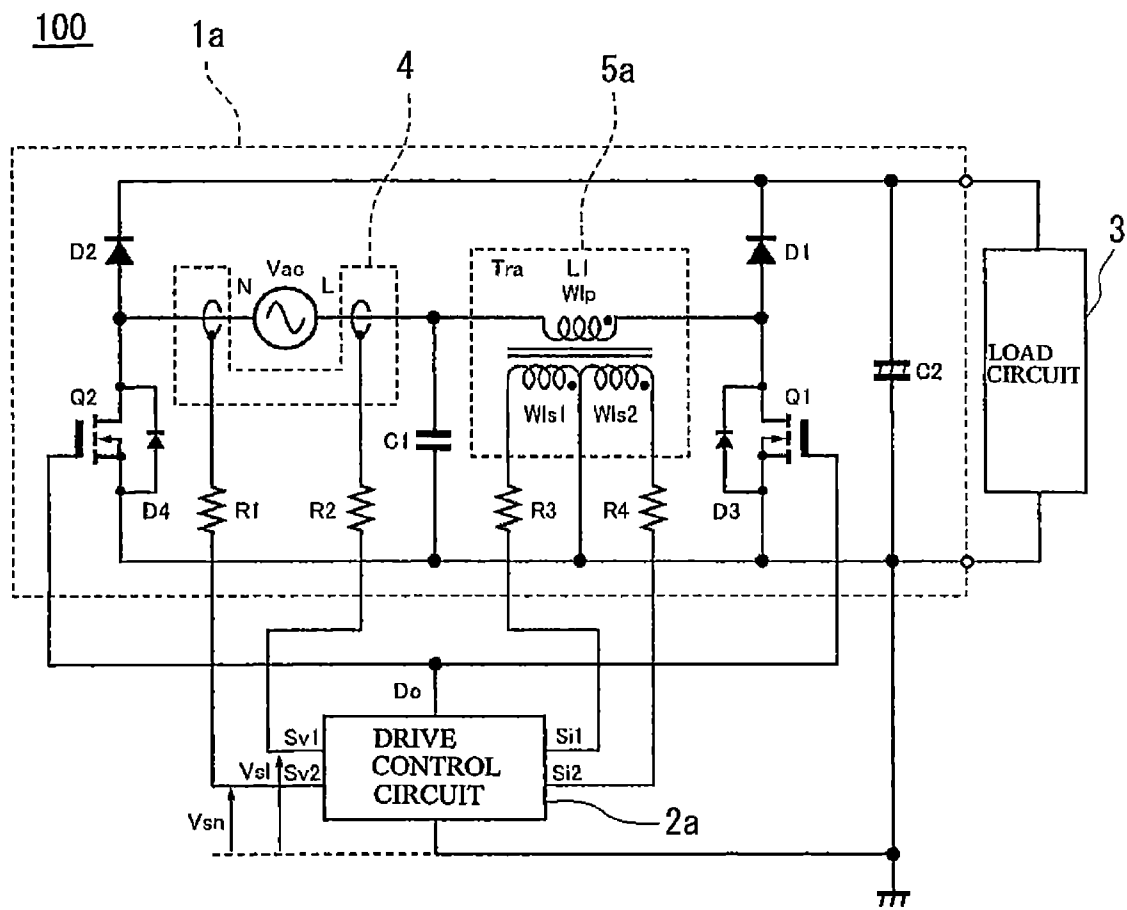 100
1a
4
5a
3
D2
N
Vac
L
Tra
L1
Wlp
D1
LOAD
CIRCUIT
C2
Q2
Wls1
Wls2
Q1
C1
D4
R1
R2
R3
R4
D3
Do
Sv1
DRIVE
CONTROL
CIRCUIT
Si1
Vsl
Sv2
Si2
Vsn
2a